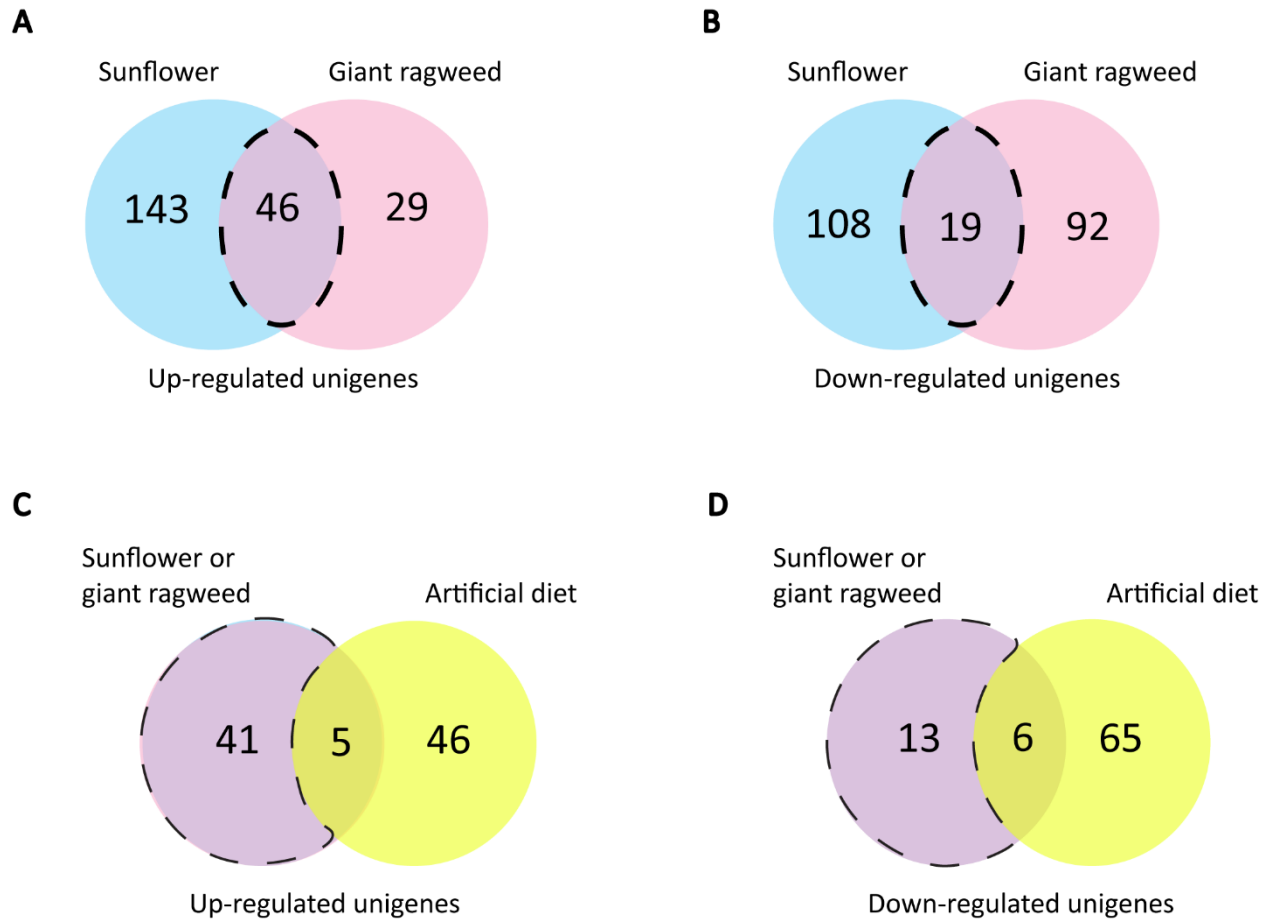 A
Sunflower
Giant ragweed
143
46
29
Up-regulated unigenes
B
Sunflower
Giant ragweed
108
19
92
Down-regulated unigenes
C
Sunflower or
giant ragweed
Artificial diet
41
5
46
Up-regulated unigenes
D
Sunflower or
giant ragweed
Artificial diet
13
6
65
Down-regulated unigenes